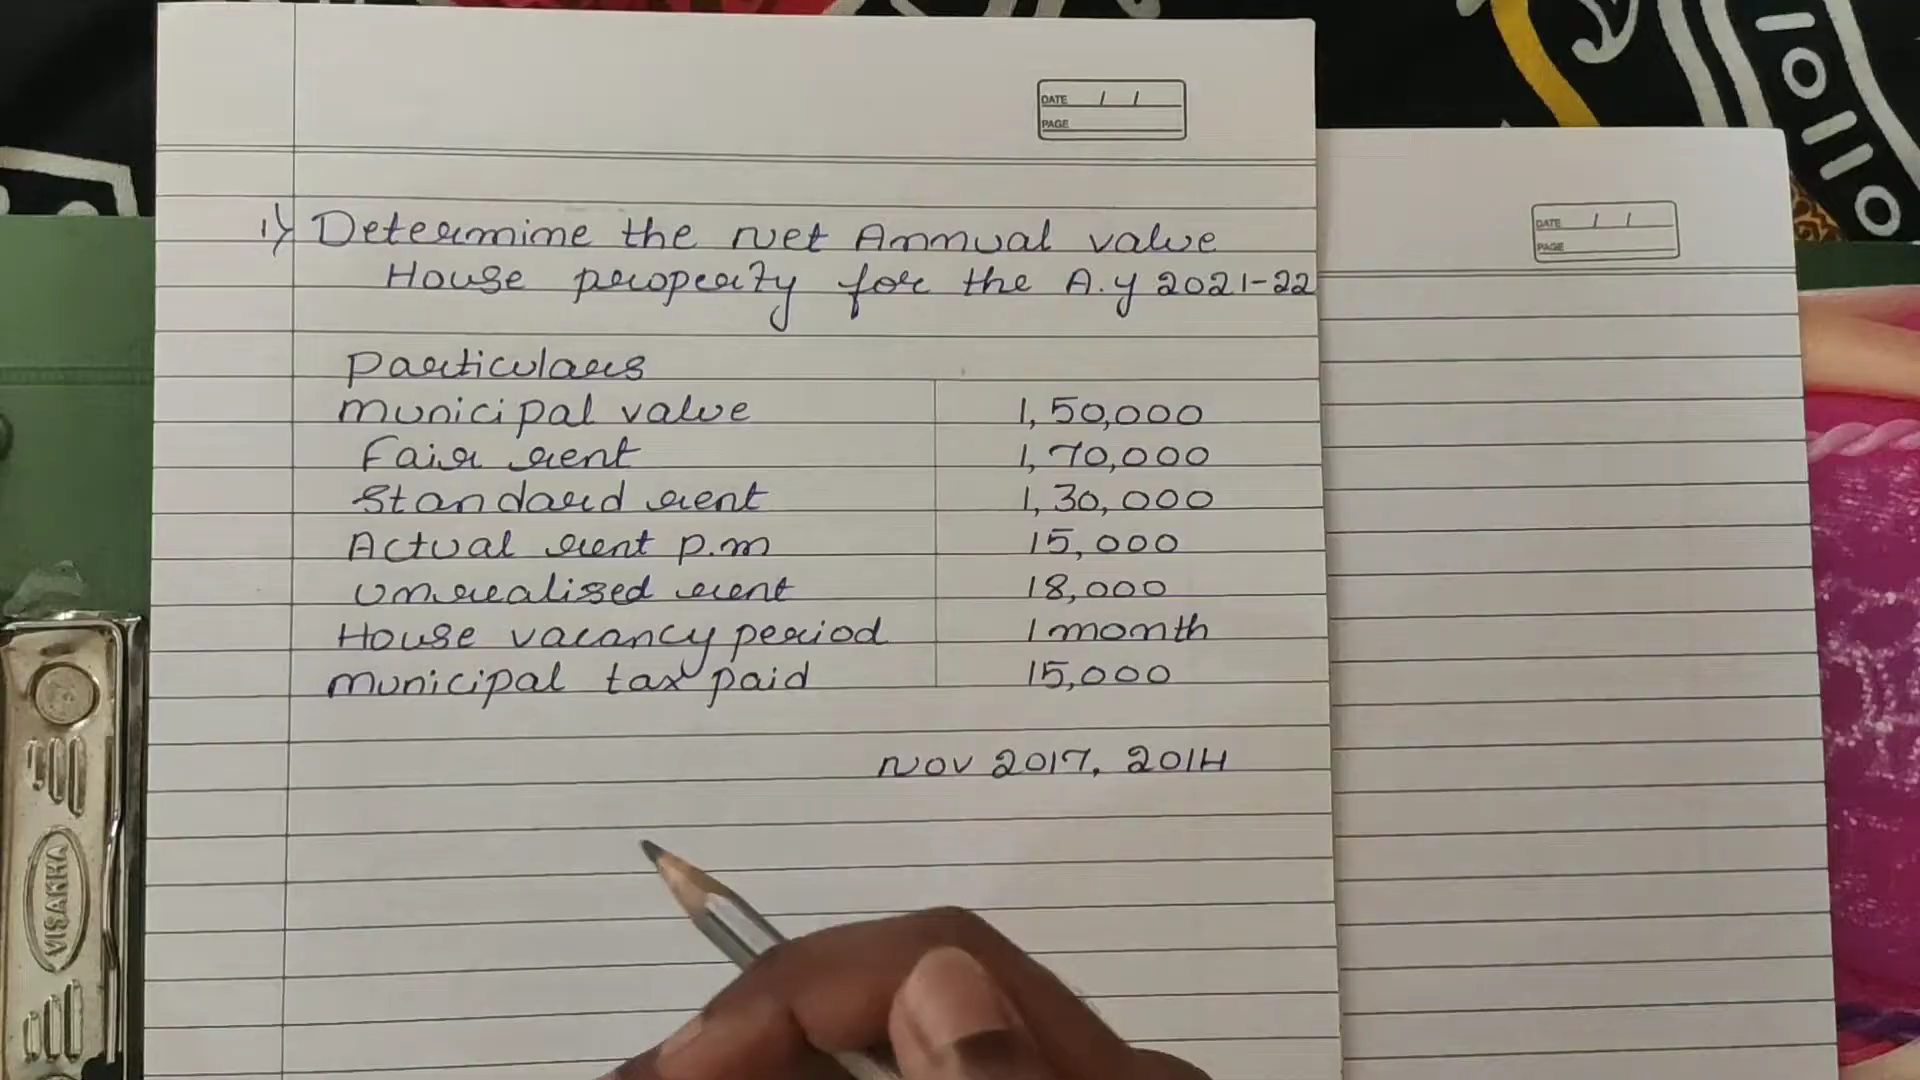 DATE / /
PAGE
DATE / /
PAGE
1) Determine the Net Annual value
House property for the A.y 2021-22
Particulars
Municipal value 1,50,000
Fair rent 1,70,000
Standard rent 1,30,000
Actual rent p.m 15,000
Unrealised rent 18,000
House vacancy period 1 month
Municipal tax paid 15,000
Nov 2017, 2014
VISAKHA